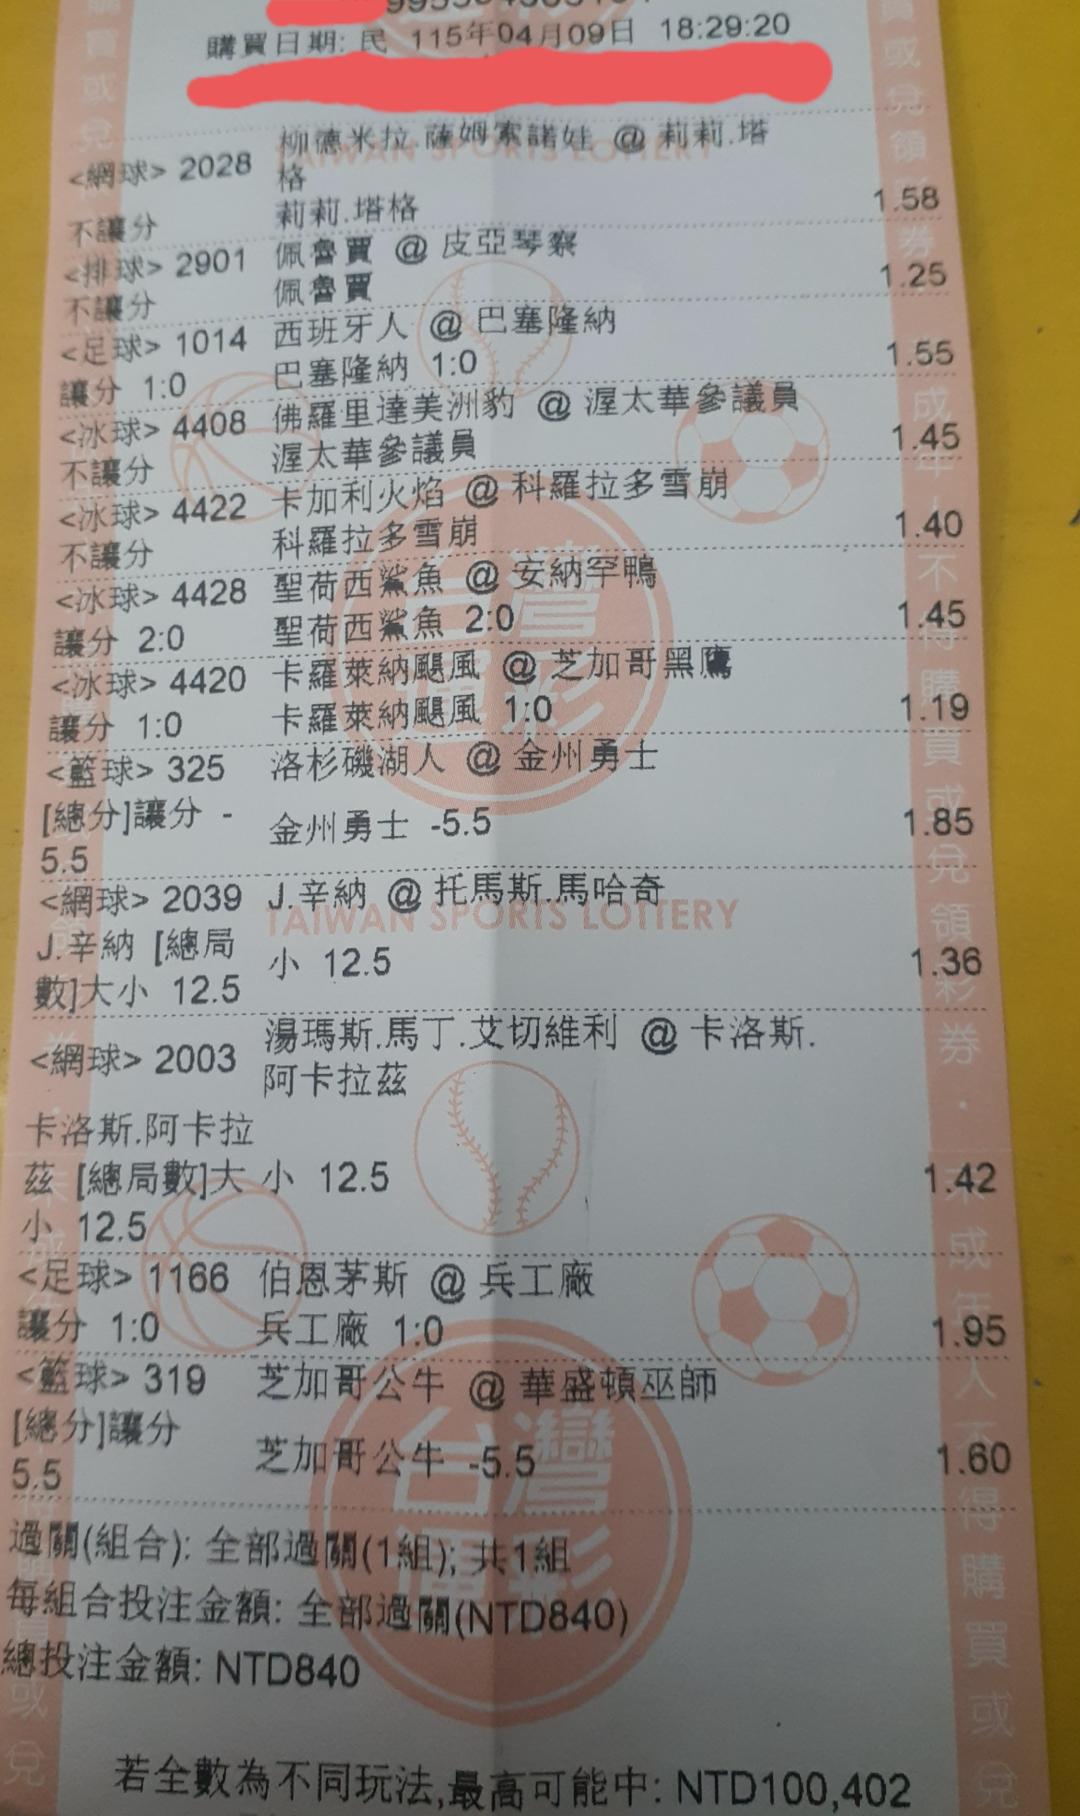 購買日期: 民 115年04月09日 18:29:20
柳德米拉.薩姆索諾娃 @ 莉莉.塔
<網球> 2028 格
不讓分 莉莉.塔格 1.58
<排球> 2901 佩魯賈 @ 皮亞琴察
不讓分 佩魯賈 1.25
<足球> 1014 西班牙人 @ 巴塞隆納
讓分 1:0 巴塞隆納 1:0 1.55
<冰球> 4408 佛羅里達美洲豹 @ 渥太華參議員
不讓分 渥太華參議員 1.45
<冰球> 4422 卡加利火焰 @ 科羅拉多雪崩
不讓分 科羅拉多雪崩 1.40
<冰球> 4428 聖荷西鯊魚 @ 安納罕鴨
讓分 2:0 聖荷西鯊魚 2:0 1.45
<冰球> 4420 卡羅萊納颶風 @ 芝加哥黑鷹
讓分 1:0 卡羅萊納颶風 1:0 1.19
<籃球> 325 洛杉磯湖人 @ 金州勇士
[總分]讓分 - 金州勇士 -5.5 1.85
5.5
<網球> 2039 J.辛納 @ 托馬斯.馬哈奇
TAIWAN SPORTS LOTTERY
J.辛納 [總局 小 12.5 1.36
數]大小 12.5
<網球> 2003 湯瑪斯.馬丁.艾切維利 @ 卡洛斯.
阿卡拉茲
卡洛斯.阿卡拉
茲 [總局數]大 小 12.5 1.42
小 12.5
<足球> 1166 伯恩茅斯 @ 兵工廠
讓分 1:0 兵工廠 1:0 1.95
<籃球> 319 芝加哥公牛 @ 華盛頓巫師
[總分]讓分 芝加哥公牛 -5.5 1.60
5.5
過關(組合): 全部過關(1組); 共1組
每組合投注金額: 全部過關(NTD840)
總投注金額: NTD840
若全數為不同玩法,最高可能中: NTD100,402